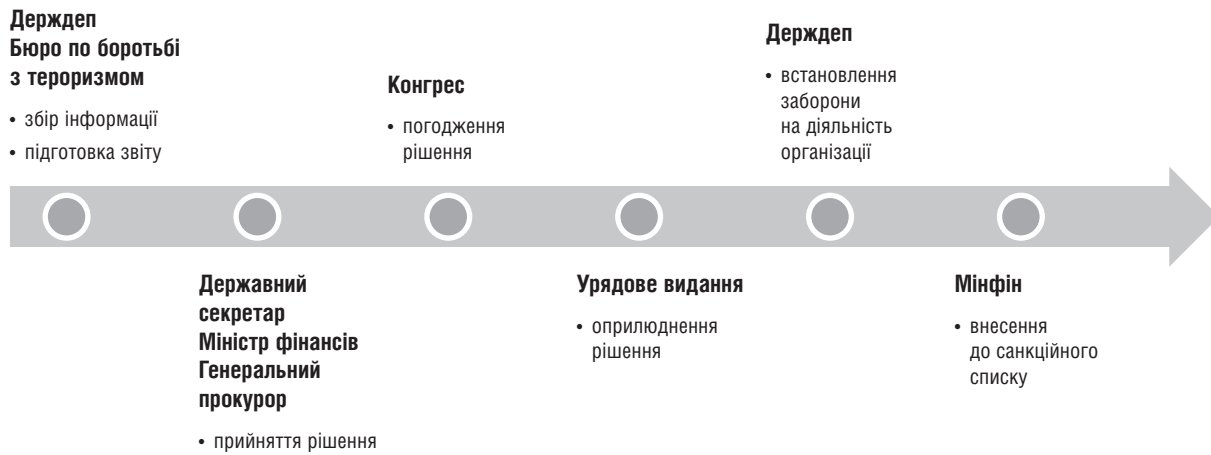 Держдеп
Бюро по боротьбі
з тероризмом
• збір інформації
• підготовка звіту
Державний
секретар
Міністр фінансів
Генеральний
прокурор
• прийняття рішення
Конгрес
• погодження
рішення
Урядове видання
• оприлюднення
рішення
Держдеп
• встановлення
заборони
на діяльність
організації
Мінфін
• внесення
до санкційного
списку